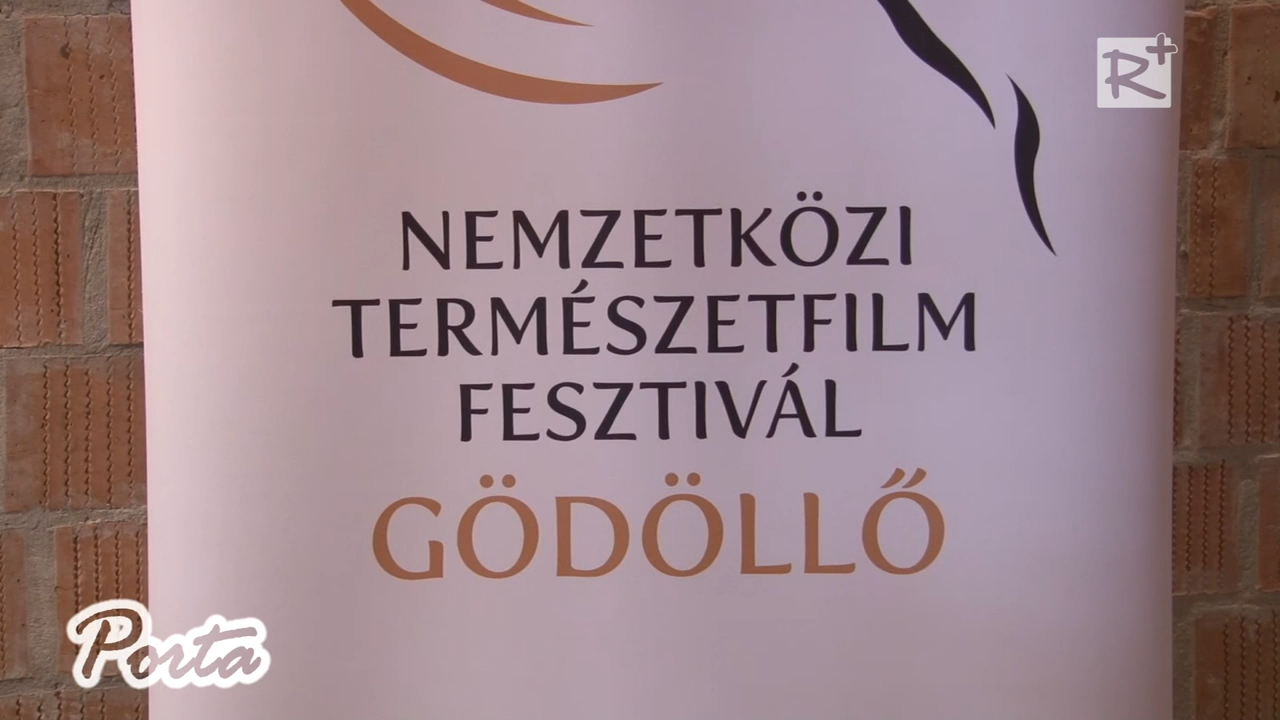 R+
NEMZETKÖZI
TERMÉSZETFILM
FESZTIVÁL
GÖDÖLLŐ
Porta